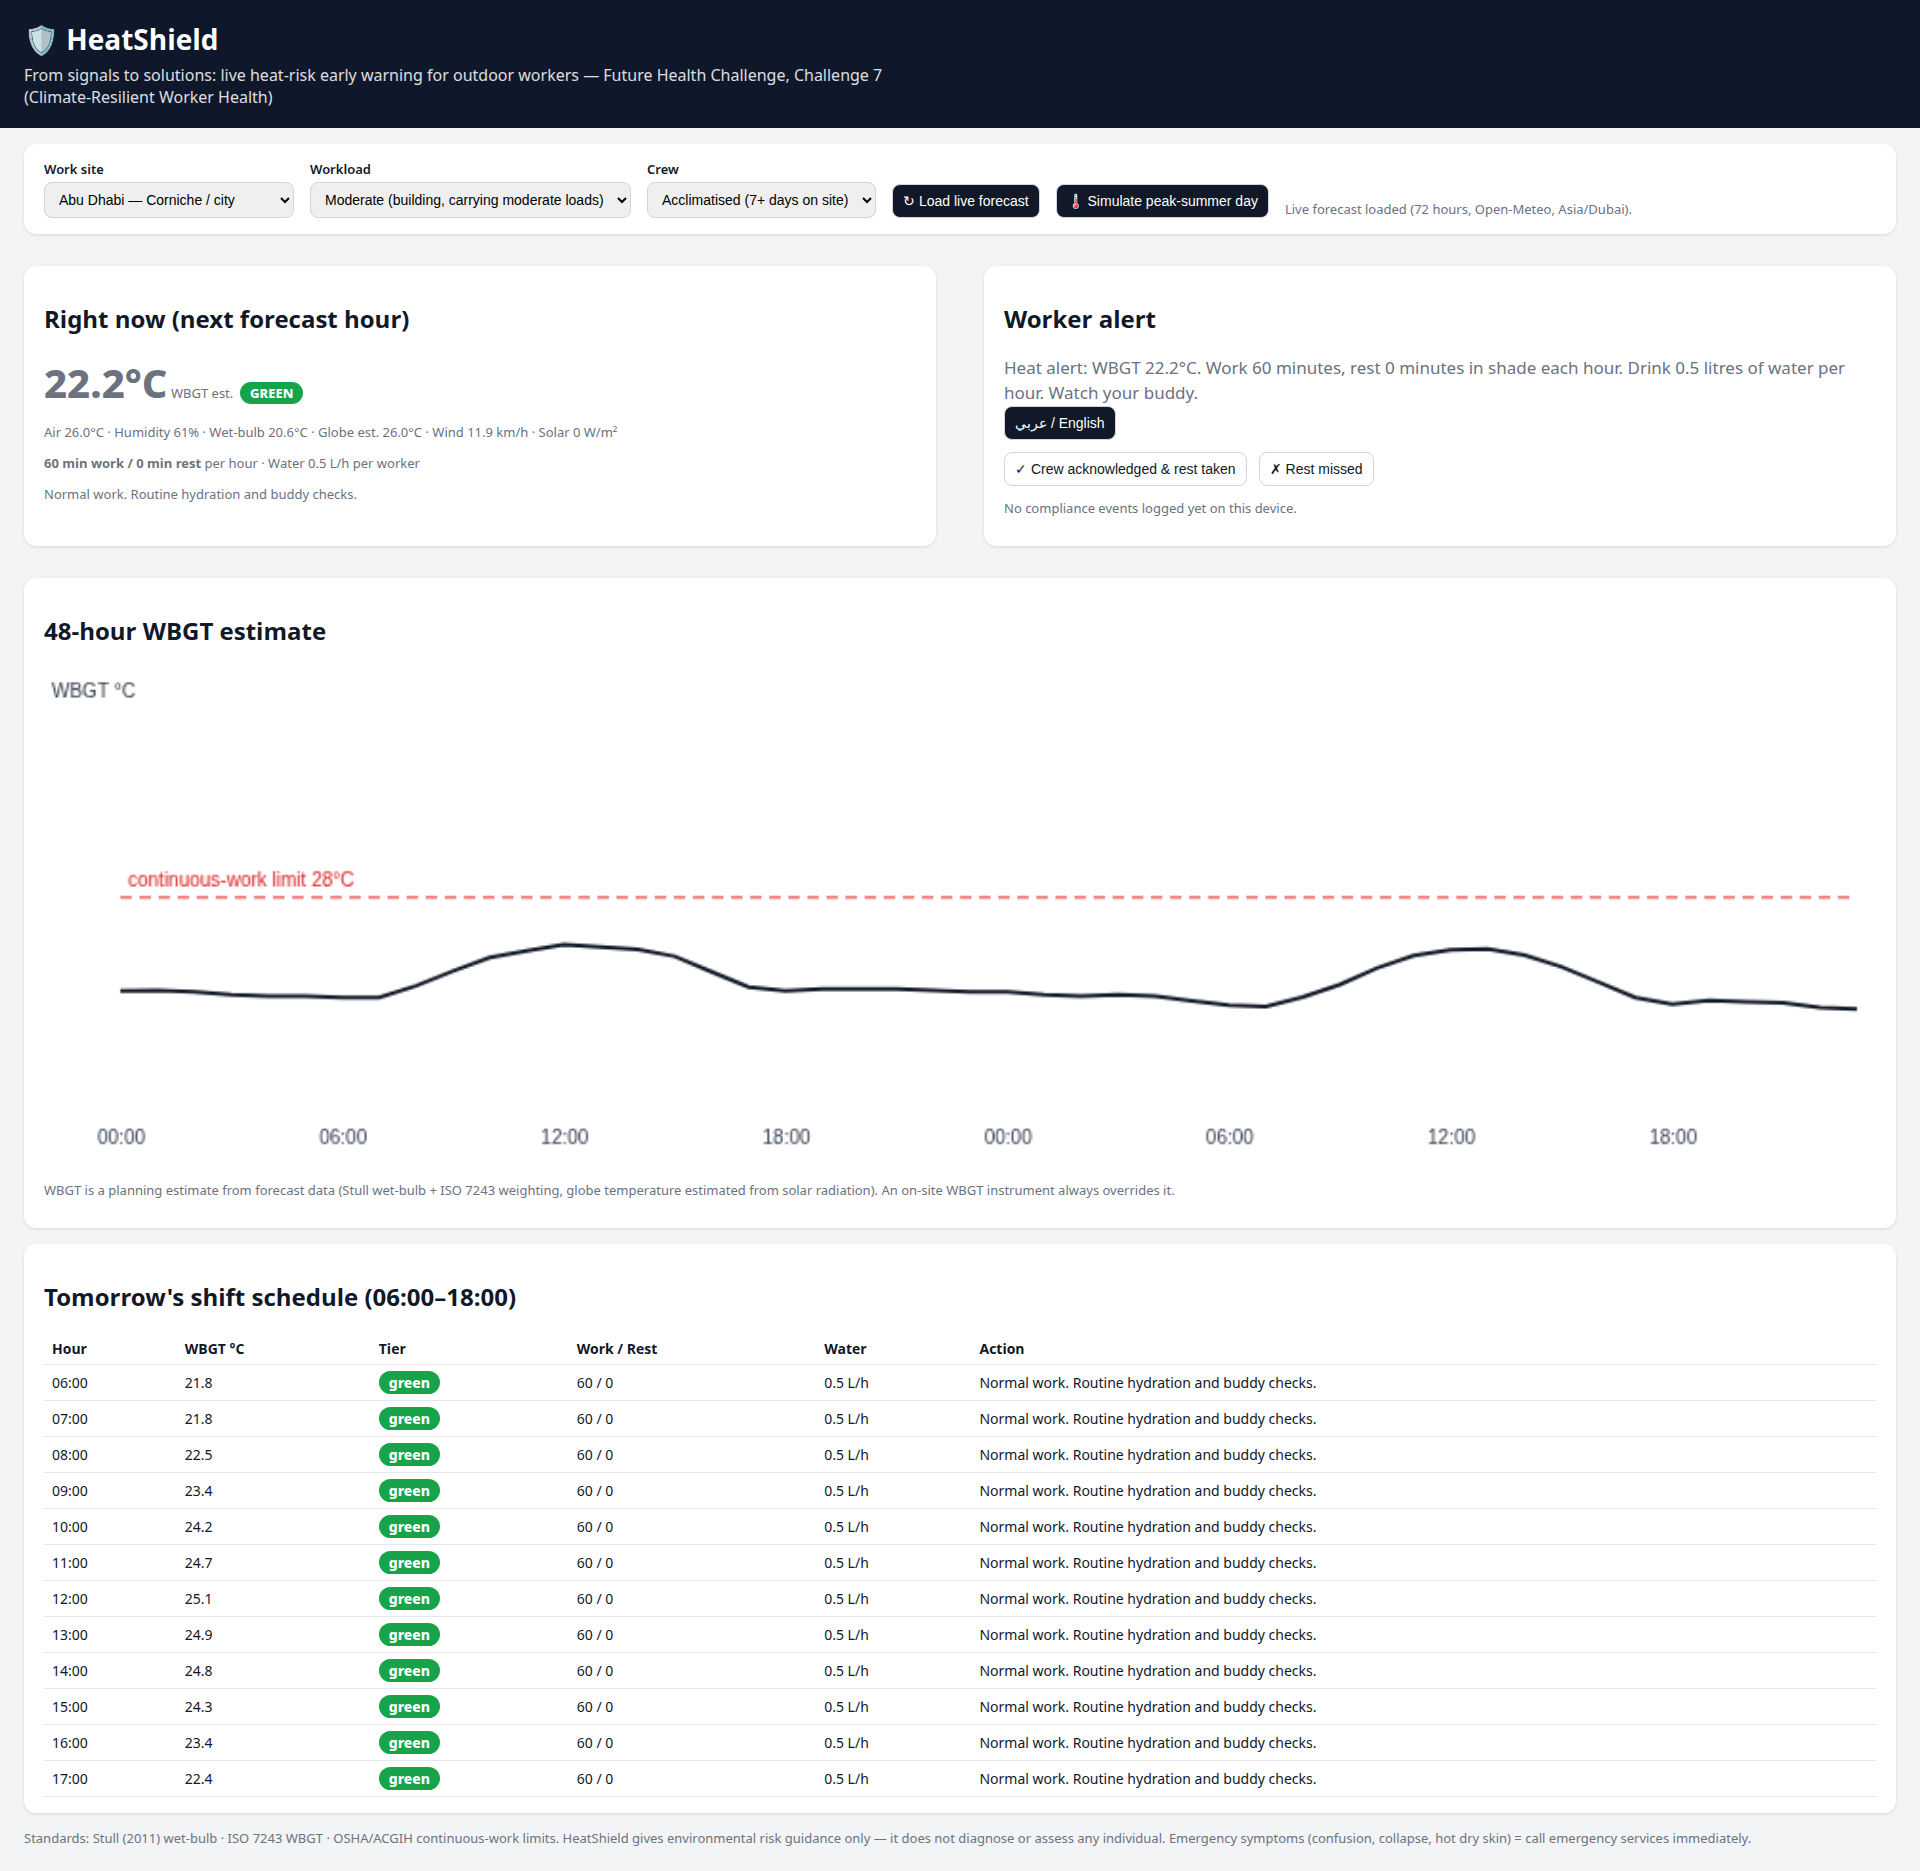 🛡️ HeatShield
From signals to solutions: live heat-risk early warning for outdoor workers — Future Health Challenge, Challenge 7
(Climate-Resilient Worker Health)
Work site
Workload
Crew
Abu Dhabi — Corniche / city
Moderate (building, carrying moderate loads)
Acclimatised (7+ days on site)
↻ Load live forecast
🌡️ Simulate peak-summer day
Live forecast loaded (72 hours, Open-Meteo, Asia/Dubai).
Right now (next forecast hour)
22.2°C WBGT est. GREEN
Air 26.0°C · Humidity 61% · Wet-bulb 20.6°C · Globe est. 26.0°C · Wind 11.9 km/h · Solar 0 W/m²
60 min work / 0 min rest per hour · Water 0.5 L/h per worker
Normal work. Routine hydration and buddy checks.
Worker alert
Heat alert: WBGT 22.2°C. Work 60 minutes, rest 0 minutes in shade each hour. Drink 0.5 litres of water per
hour. Watch your buddy.
عربي / English
✓ Crew acknowledged & rest taken
✗ Rest missed
No compliance events logged yet on this device.
48-hour WBGT estimate
WBGT °C
continuous-work limit 28°C
00:00 06:00 12:00 18:00 00:00 06:00 12:00 18:00
WBGT is a planning estimate from forecast data (Stull wet-bulb + ISO 7243 weighting, globe temperature estimated from solar radiation). An on-site WBGT instrument always overrides it.
Tomorrow's shift schedule (06:00–18:00)
Hour WBGT °C Tier Work / Rest Water Action
06:00 21.8 green 60 / 0 0.5 L/h Normal work. Routine hydration and buddy checks.
07:00 21.8 green 60 / 0 0.5 L/h Normal work. Routine hydration and buddy checks.
08:00 22.5 green 60 / 0 0.5 L/h Normal work. Routine hydration and buddy checks.
09:00 23.4 green 60 / 0 0.5 L/h Normal work. Routine hydration and buddy checks.
10:00 24.2 green 60 / 0 0.5 L/h Normal work. Routine hydration and buddy checks.
11:00 24.7 green 60 / 0 0.5 L/h Normal work. Routine hydration and buddy checks.
12:00 25.1 green 60 / 0 0.5 L/h Normal work. Routine hydration and buddy checks.
13:00 24.9 green 60 / 0 0.5 L/h Normal work. Routine hydration and buddy checks.
14:00 24.8 green 60 / 0 0.5 L/h Normal work. Routine hydration and buddy checks.
15:00 24.3 green 60 / 0 0.5 L/h Normal work. Routine hydration and buddy checks.
16:00 23.4 green 60 / 0 0.5 L/h Normal work. Routine hydration and buddy checks.
17:00 22.4 green 60 / 0 0.5 L/h Normal work. Routine hydration and buddy checks.
Standards: Stull (2011) wet-bulb · ISO 7243 WBGT · OSHA/ACGIH continuous-work limits. HeatShield gives environmental risk guidance only — it does not diagnose or assess any individual. Emergency symptoms (confusion, collapse, hot dry skin) = call emergency services immediately.